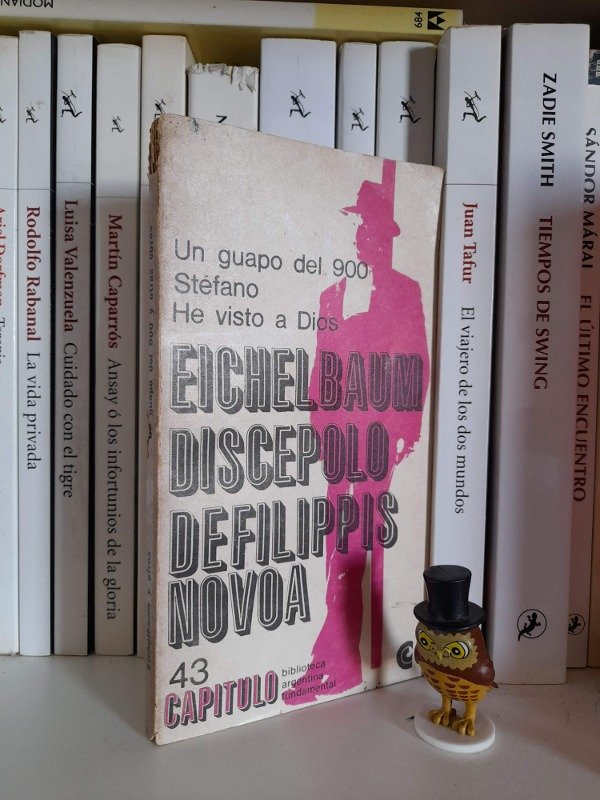 MODIAN
684
Un guapo del 900
Stéfano
He visto a Dios
EICHELBAUM
DISCEPOLO
DEFILIPPIS
NOVOA
43
CAPITULO
biblioteca
argentina
fundamental
Rodolfo Rabanal La vida privada
Luisa Valenzuela Cuidado con el tigre
Martín Caparrós Ansay ó los infortunios de la gloria
Juan Tafur El viajero de los dos mundos
ZADIE SMITH TIEMPOS DE SWING
SÁNDOR MÁRAI EL ÚLTIMO ENCUENTRO